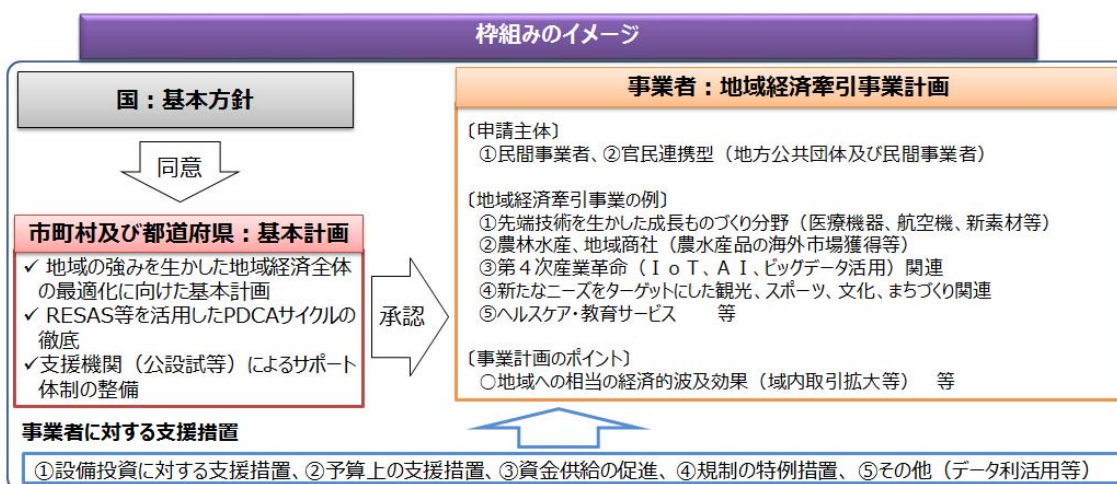 枠組みのイメージ
国：基本方針
同意
市町村及び都道府県：基本計画
✓ 地域の強みを生かした地域経済全体
の最適化に向けた基本計画
✓ RESAS等を活用したPDCAサイクルの
徹底
✓支援機関（公設試等）によるサポート
体制の整備
承認
事業者：地域経済牽引事業計画
〔申請主体〕
①民間事業者、②官民連携型（地方公共団体及び民間事業者）
〔地域経済牽引事業の例〕
①先端技術を生かした成長ものづくり分野（医療機器、航空機、新素材等）
②農林水産、地域商社（農水産品の海外市場獲得等）
③第４次産業革命（ＩｏＴ、ＡＩ、ビッグデータ活用）関連
④新たなニーズをターゲットにした観光、スポーツ、文化、まちづくり関連
⑤ヘルスケア・教育サービス　　等
〔事業計画のポイント〕
○地域への相当の経済的波及効果（域内取引拡大等）　等
事業者に対する支援措置
①設備投資に対する支援措置、②予算上の支援措置、③資金供給の促進、④規制の特例措置、⑤その他（データ利活用等）